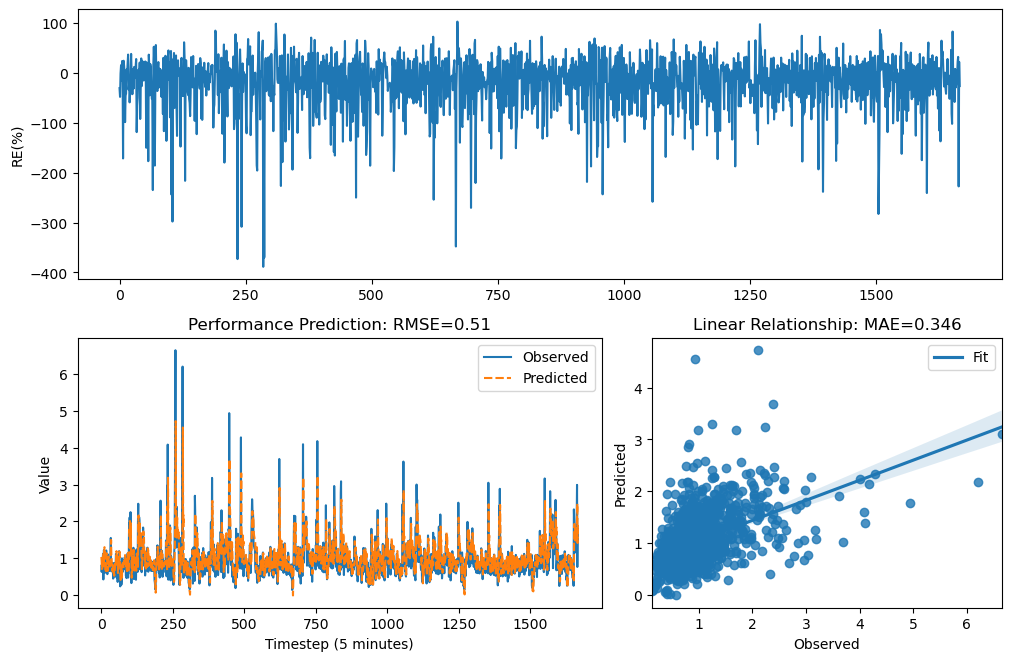 100
0
−100
−200
−300
−400
RE(%)
0 250 500 750 1000 1250 1500
Performance Prediction: RMSE=0.51
Observed
Predicted
6
5
4
3
2
1
0
Value
0 250 500 750 1000 1250 1500
Timestep (5 minutes)
Linear Relationship: MAE=0.346
Fit
4
3
2
1
0
Predicted
1 2 3 4 5 6
Observed